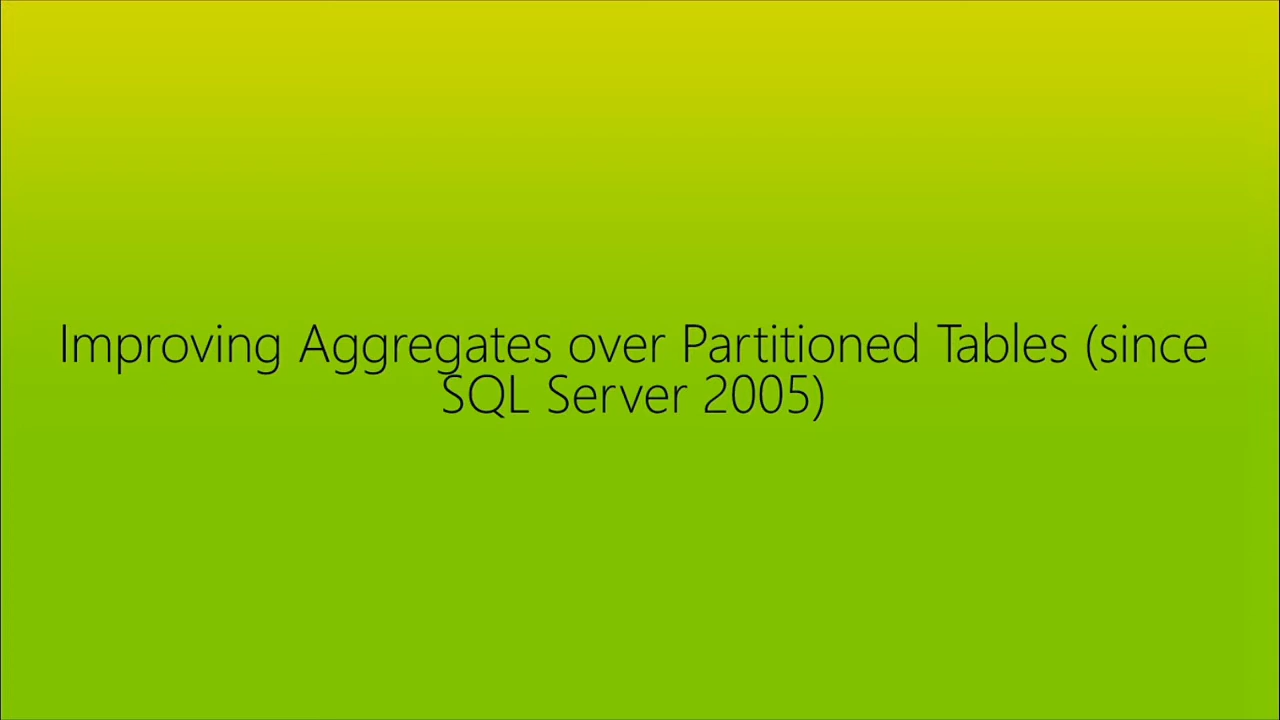 Improving Aggregates over Partitioned Tables (since
SQL Server 2005)